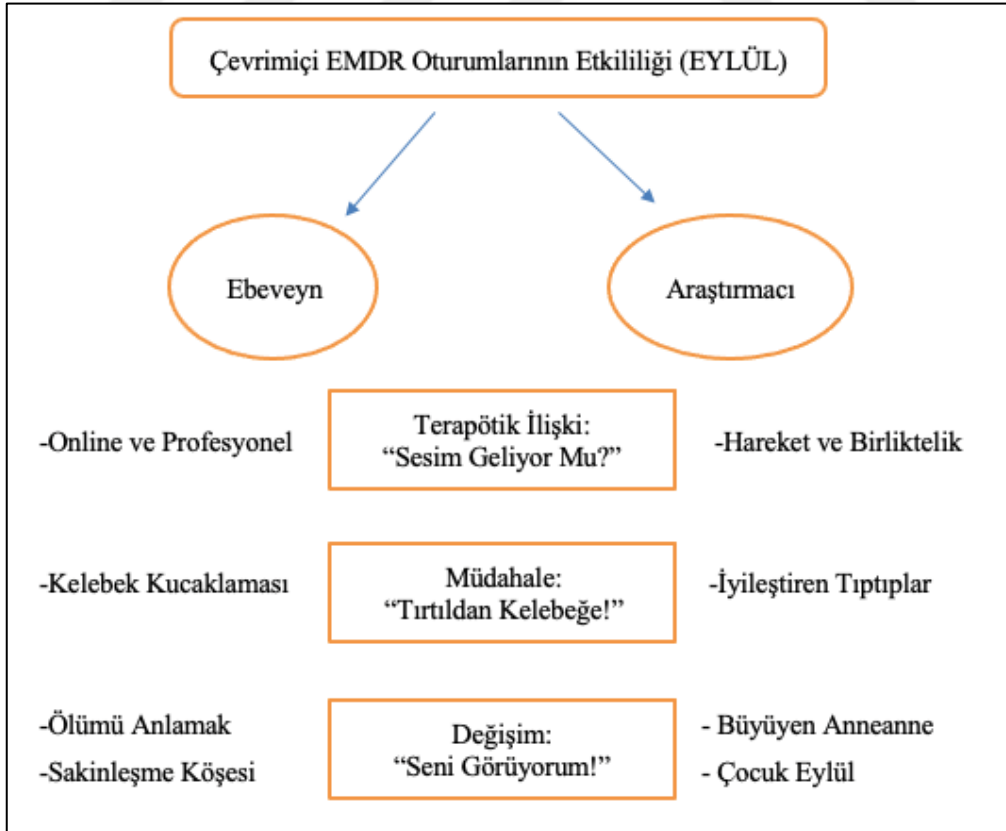 Çevrimiçi EMDR Oturumlarının Etkililiği (EYLÜL)
Ebeveyn
Araştırmacı
-Online ve Profesyonel
Terapötik İlişki:
“Sesim Geliyor Mu?”
-Hareket ve Birliktelik
-Kelebek Kucaklaması
Müdahale:
“Tırtıldan Kelebeğe!”
-İyileştiren Tıptıplar
-Ölümü Anlamak
-Sakinleşme Köşesi
Değişim:
“Seni Görüyorum!”
- Büyüyen Anneanne
- Çocuk Eylül